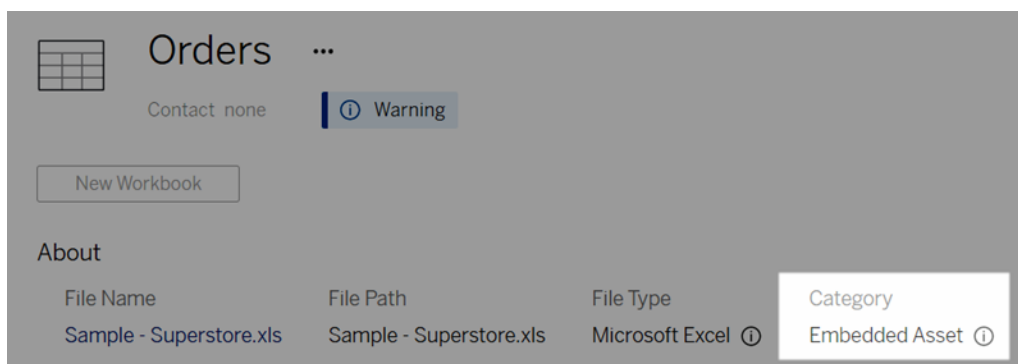 Orders ...
Contact none
Warning
New Workbook
About
File Name File Path File Type Category
Sample - Superstore.xls Sample - Superstore.xls Microsoft Excel Embedded Asset